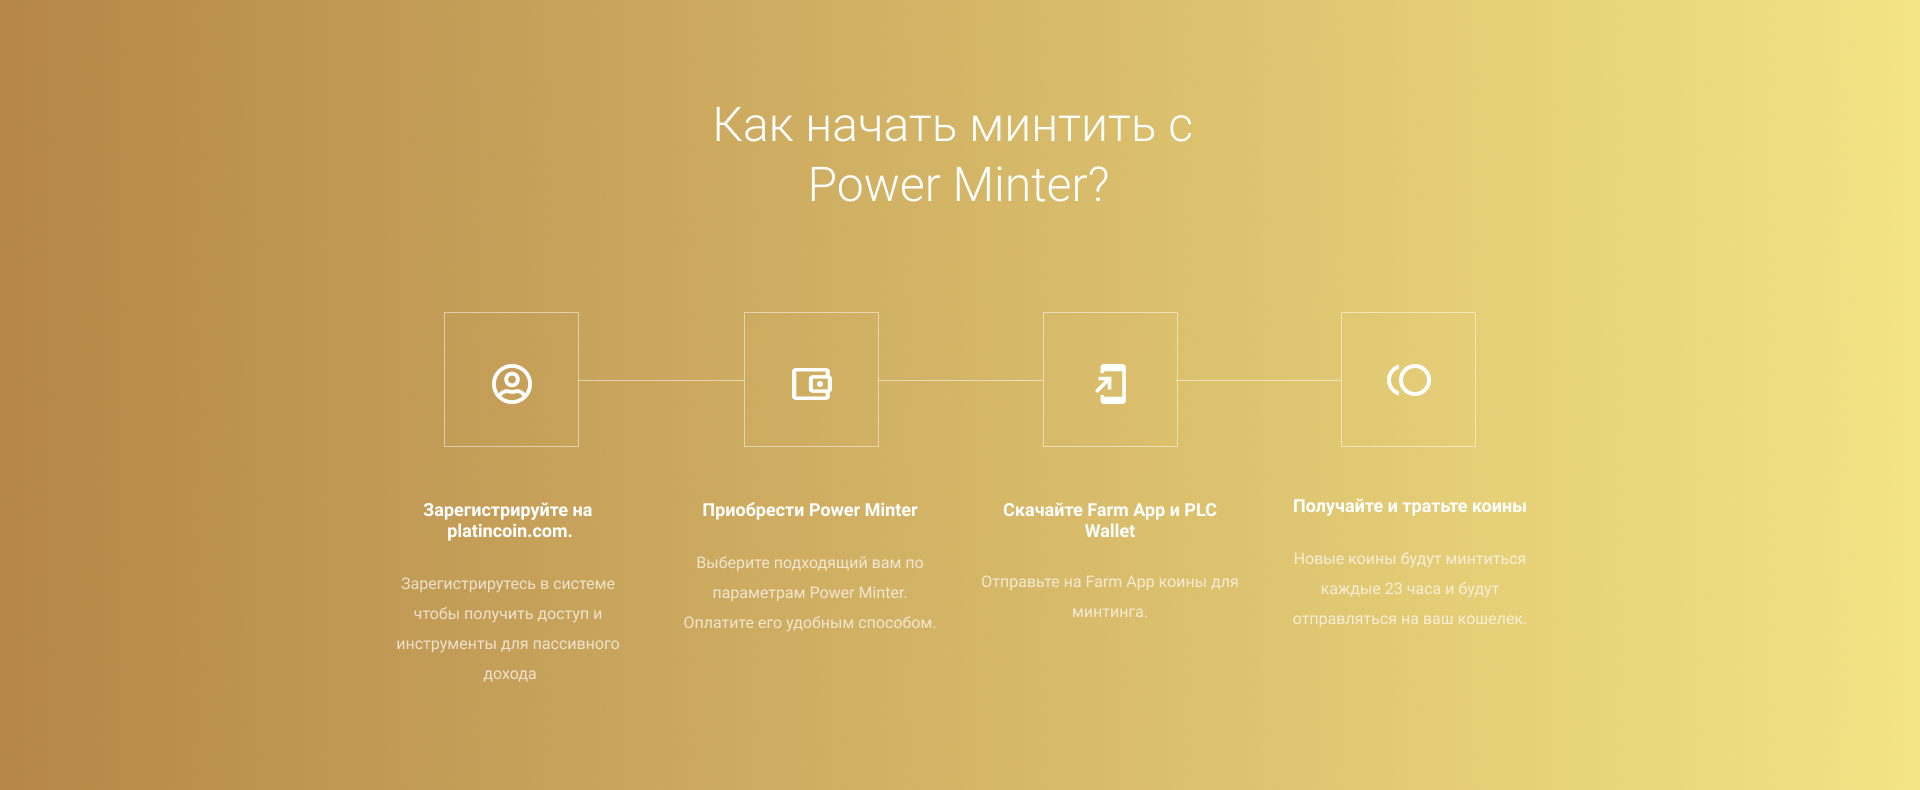 Как начать минтить с
Power Minter?
Зарегистрируйте на
platincoin.com.
Зарегистрирутесь в системе
чтобы получить доступ и
инструменты для пассивного
дохода
Приобрести Power Minter
Выберите подходящий вам по
параметрам Power Minter.
Оплатите его удобным способом.
Скачайте Farm App и PLC
Wallet
Отправьте на Farm App коины для
минтинга.
Получайте и тратьте коины
Новые коины будут минтиться
каждые 23 часа и будут
отправляться на ваш кошелек.